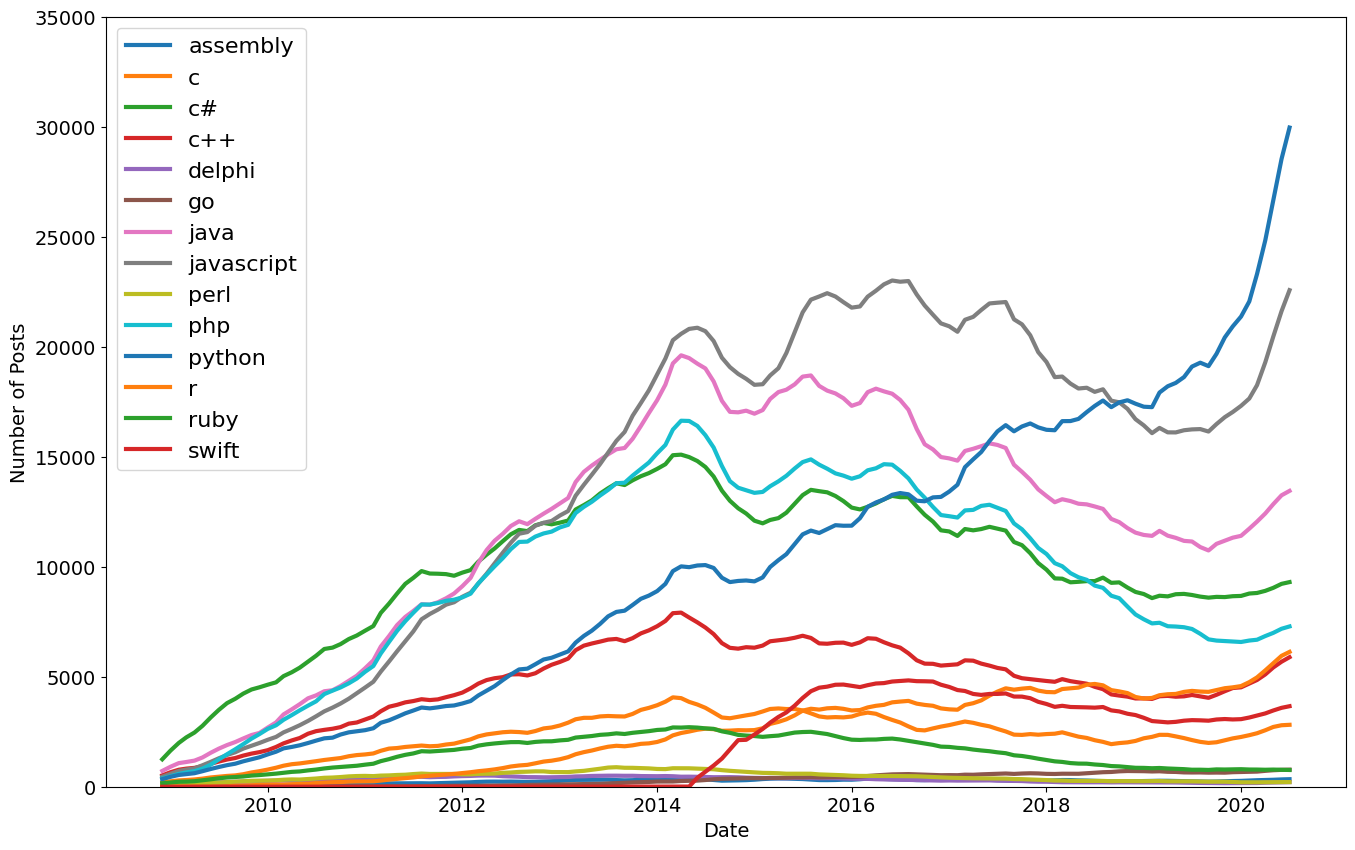 35000
30000
25000
20000
15000
10000
5000
0
Number of Posts
assembly
c
c#
c++
delphi
go
java
javascript
perl
php
python
r
ruby
swift
2010
2012
2014
2016
2018
2020
Date